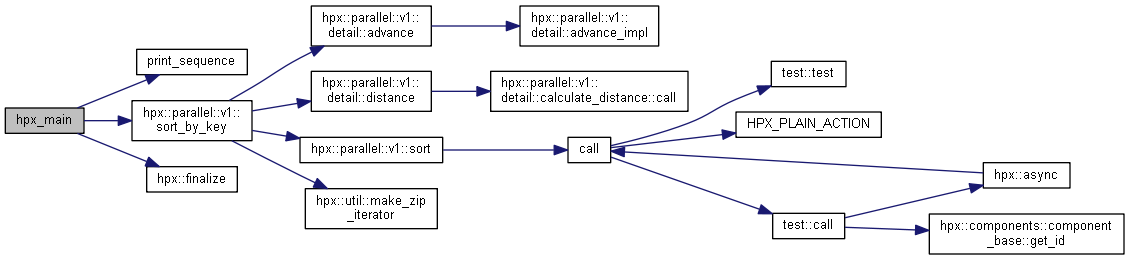 hpx_main
print_sequence
hpx::parallel::v1::
sort_by_key
hpx::finalize
hpx::parallel::v1::
detail::advance
hpx::parallel::v1::
detail::distance
hpx::parallel::v1::sort
hpx::util::make_zip
_iterator
hpx::parallel::v1::
detail::advance_impl
hpx::parallel::v1::
detail::calculate_distance::call
call
test::test
HPX_PLAIN_ACTION
test::call
hpx::async
hpx::components::component
_base::get_id